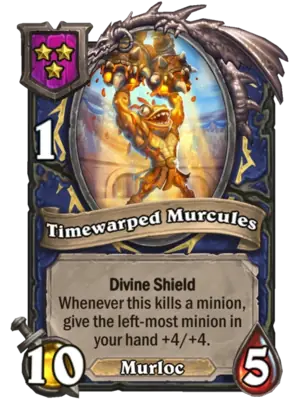 1
Timewarped Murcules
Divine Shield
Whenever this kills a minion,
give the left-most minion in
your hand +4/+4.
10
Murloc
5